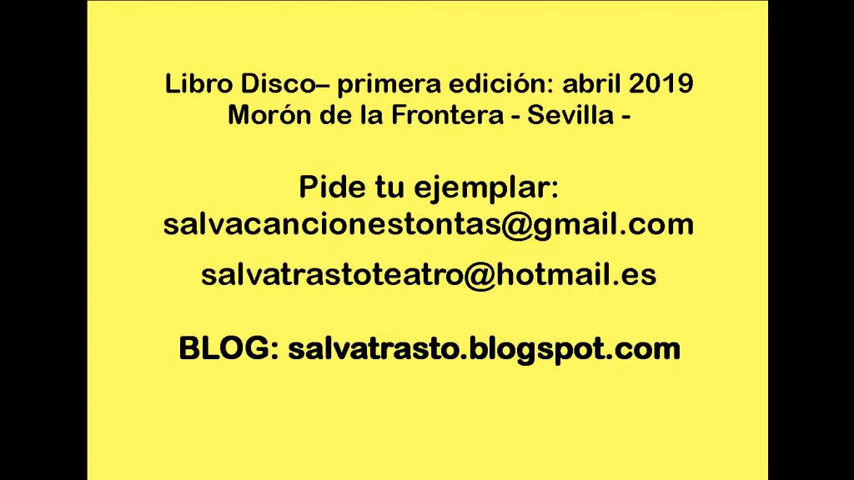 Libro Disco– primera edición: abril 2019
Morón de la Frontera - Sevilla -
Pide tu ejemplar:
salvacancionestontas@gmail.com
salvatrastoteatro@hotmail.es
BLOG: salvatrasto.blogspot.com